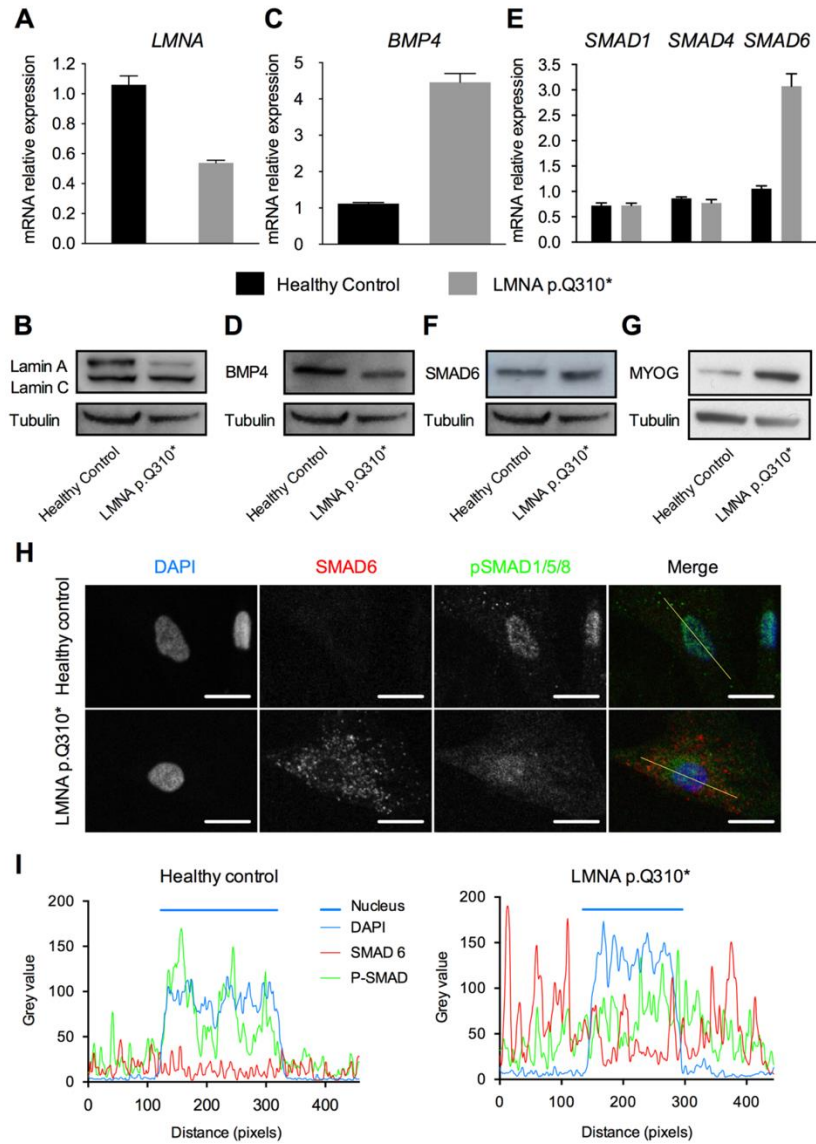 A
LMNA
mRNA relative expression
1.2
1.0
0.8
0.6
0.4
0.2
0.0
C
BMP4
mRNA relative expression
5
4
3
2
1
0
E
SMAD1 SMAD4 SMAD6
mRNA relative expression
3.5
3.0
2.5
2.0
1.5
1.0
0.5
0.0
Healthy Control
LMNA p.Q310*
B
Lamin A
Lamin C
Tubulin
Healthy Control
LMNA p.Q310*
D
BMP4
Tubulin
Healthy Control
LMNA p.Q310*
F
SMAD6
Tubulin
Healthy Control
LMNA p.Q310*
G
MYOG
Tubulin
Healthy Control
LMNA p.Q310*
H
DAPI
SMAD6
pSMAD1/5/8
Merge
Healthy control
LMNA p.Q310*
I
Healthy control
Grey value
200
150
100
50
0
0 100 200 300 400
Distance (pixels)
Nucleus
DAPI
SMAD 6
P-SMAD
LMNA p.Q310*
Grey value
200
150
100
50
0
0 100 200 300 400
Distance (pixels)